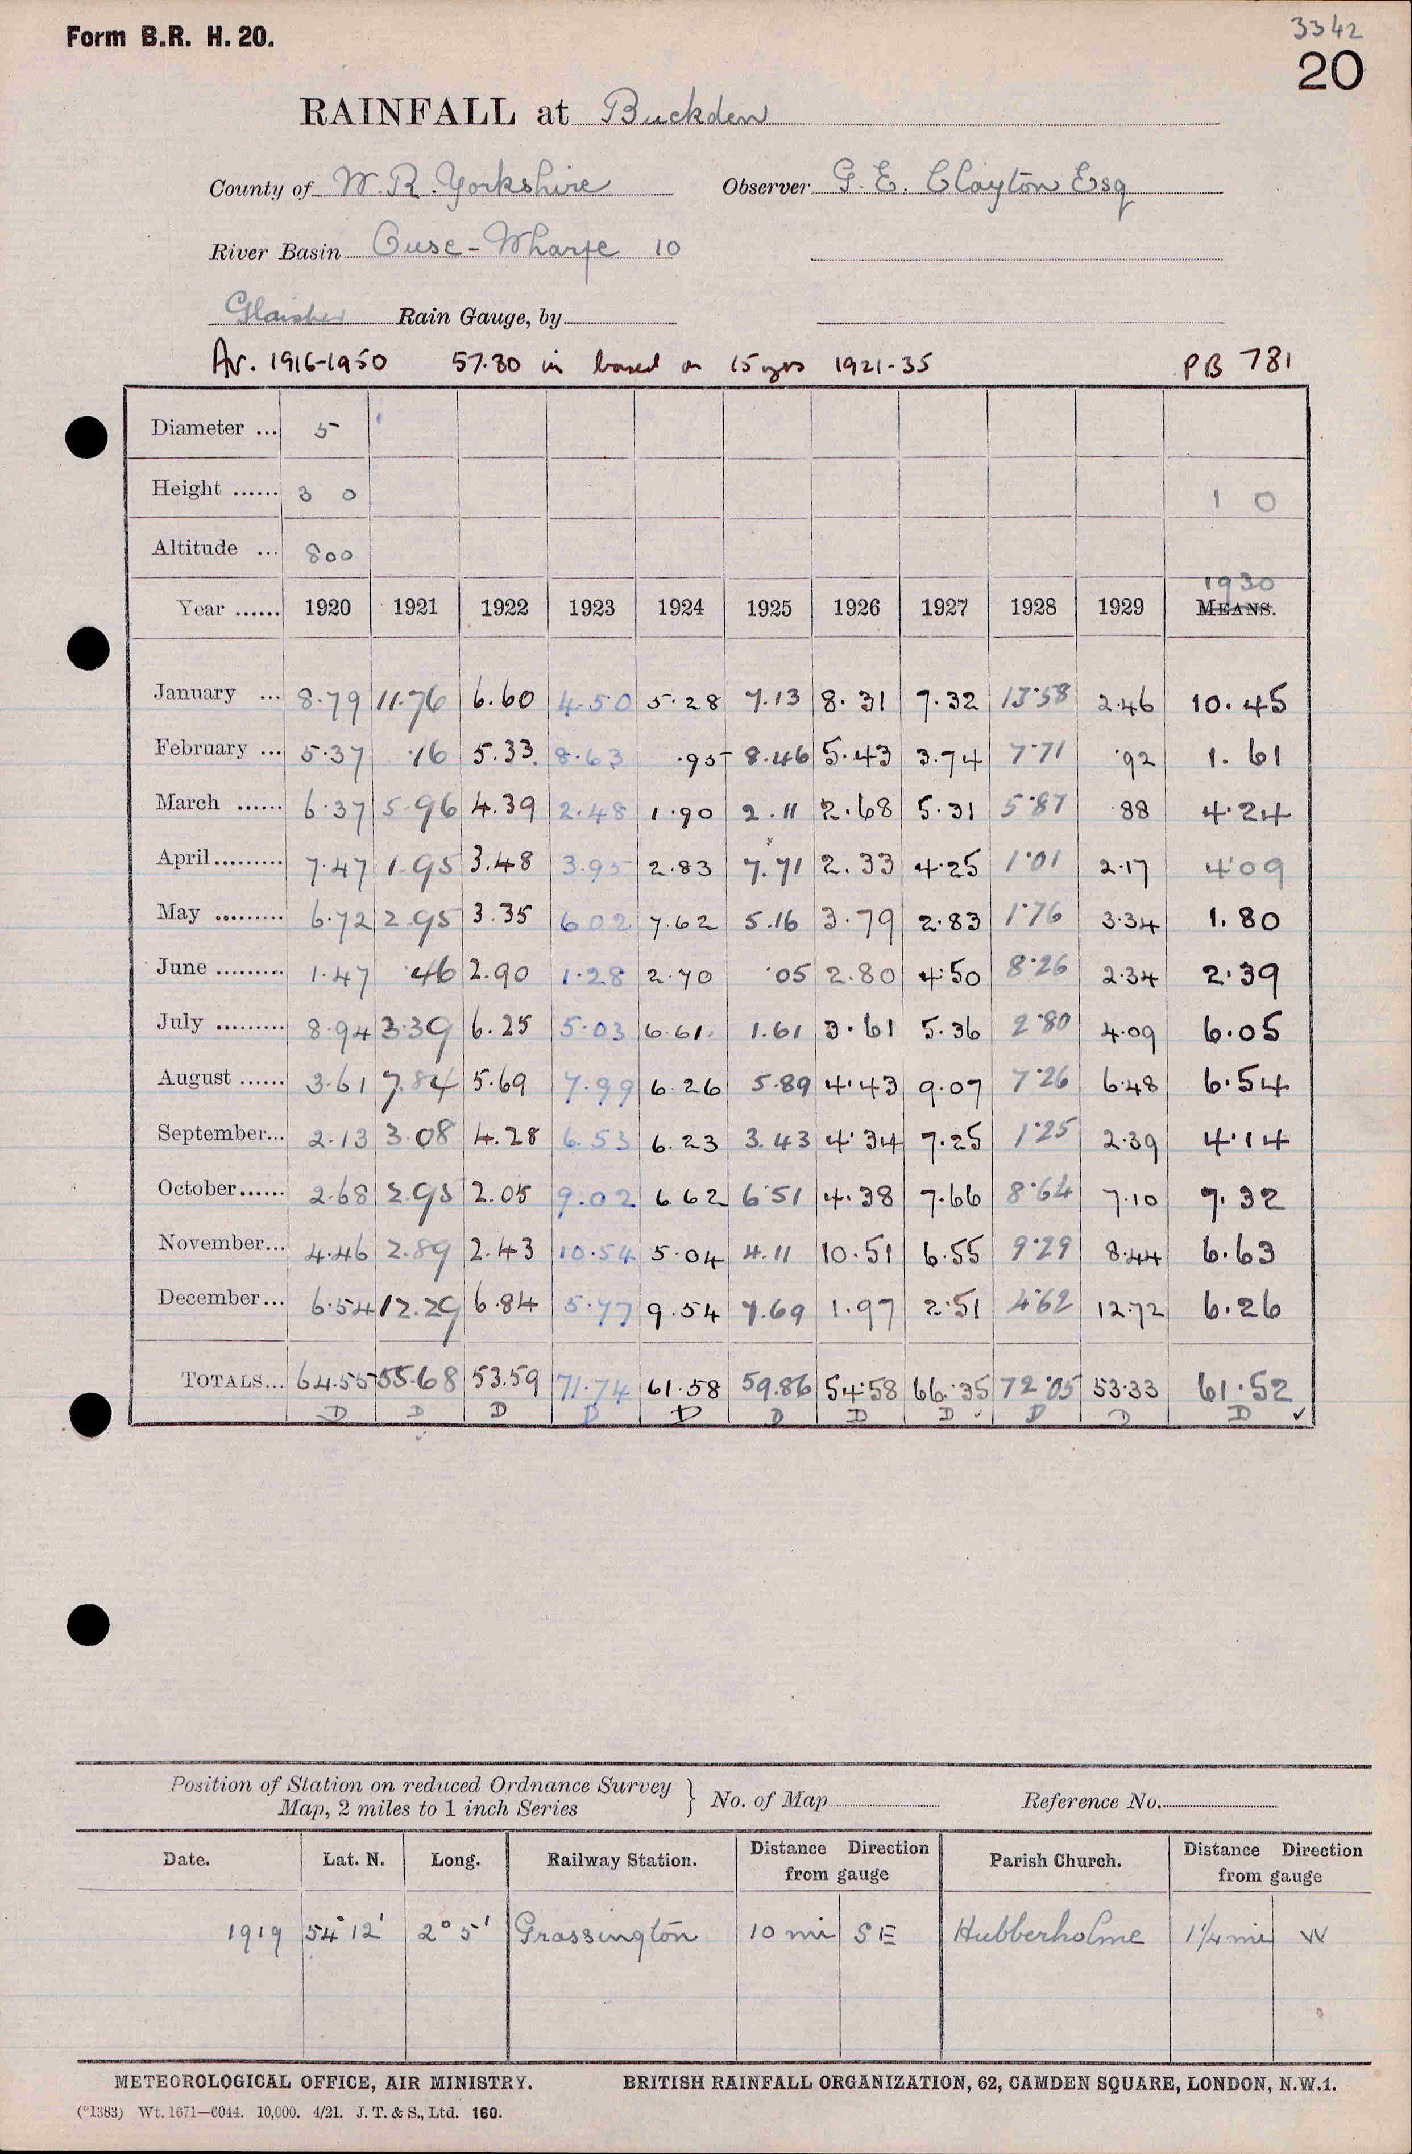 Form B.R. H. 20.
3342
20
RAINFALL at Buckden
County of W. R. Yorkshire Observer G. E. Clayton Esq
River Basin Ouse - Wharfe 10
Glaisher Rain Gauge, by
Av. 1916-1950 57.30 in based on 15 yrs 1921-35 PB 781
Diameter ... 5
Height ...... 3 0 1 0
Altitude ... 800
1930
Year ...... 1920 1921 1922 1923 1924 1925 1926 1927 1928 1929 MEANS.
January ... 8.79 11.76 6.60 4.50 5.28 7.13 8.31 7.32 13.58 2.46 10.45
February ... 5.37 .16 5.33 8.63 .95 8.46 5.43 3.74 7.71 .92 1.61
March ...... 6.37 5.96 4.39 2.48 1.90 2.11 2.68 5.31 5.87 .88 4.24
April ......... 7.47 1.95 3.48 3.95 2.83 7.71 2.33 4.25 1.01 2.17 4.09
May ......... 6.72 2.95 3.35 6.02 7.62 5.16 3.79 2.83 1.76 3.34 1.80
June ......... 1.47 .46 2.90 1.28 2.70 .05 2.80 4.50 8.26 2.34 2.39
July ......... 8.94 3.39 6.25 5.03 6.61 1.61 3.61 5.36 2.80 4.09 6.05
August ...... 3.61 7.84 5.69 7.99 6.26 5.89 4.43 9.07 7.26 6.48 6.54
September... 2.13 3.08 4.28 6.53 6.23 3.43 4.34 7.25 1.25 2.39 4.14
October...... 2.68 2.95 2.05 9.02 6.62 6.51 4.38 7.66 8.64 7.10 7.32
November... 4.46 2.89 2.43 10.54 5.04 4.11 10.51 6.55 9.29 8.44 6.63
December... 6.54 12.29 6.84 5.77 9.54 7.69 1.97 2.51 4.62 12.72 6.26
TOTALS... 64.55 55.68 53.59 71.74 61.58 59.86 54.58 66.35 72.05 53.33 61.52
D D D D D D D D D D D ✓
Position of Station on reduced Ordnance Survey
Map, 2 miles to 1 inch Series } No. of Map Reference No.
Date. Lat. N. Long. Railway Station. Distance Direction from gauge Parish Church. Distance Direction from gauge
1919 54° 12' 2° 5' Grassington 10 mi SE Hubberholme 1¼ mi W
METEOROLOGICAL OFFICE, AIR MINISTRY. BRITISH RAINFALL ORGANIZATION, 62, CAMDEN SQUARE, LONDON, N.W.1.
(*1383) Wt. 1671—6044. 10,000. 4/21. J. T. & S., Ltd. 160.